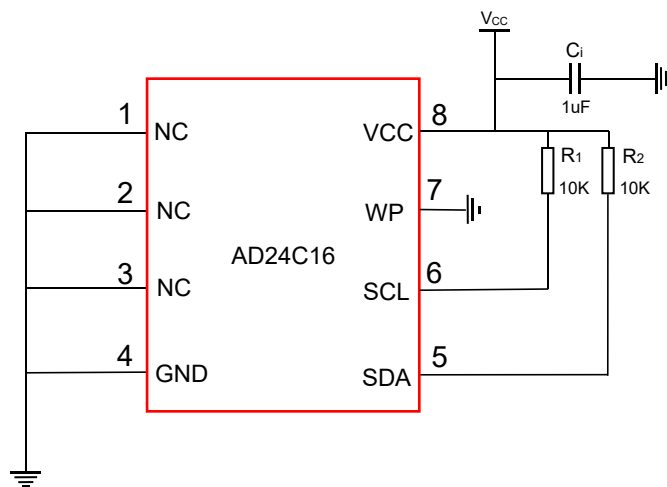 VCC
Ci
1uF
1
NC
VCC
8
R1
10K
R2
10K
2
NC
WP
7
AD24C16
3
NC
SCL
6
4
GND
SDA
5